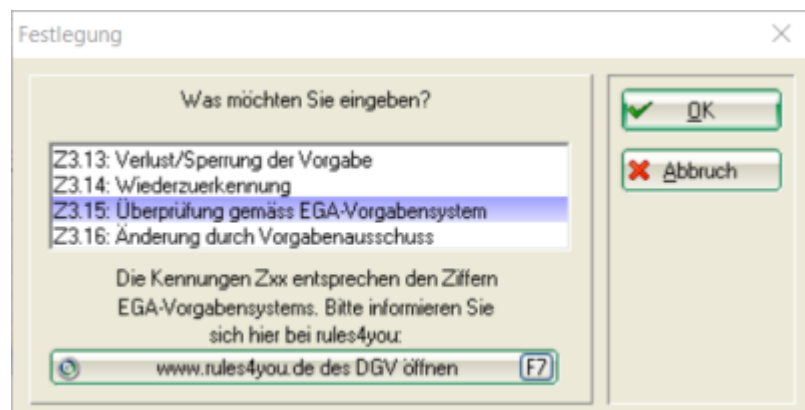 Festlegung
Was möchten Sie eingeben?
Z3.13: Verlust/Sperrung der Vorgabe
Z3.14: Wiederzuerkennung
Z3.15: Überprüfung gemäss EGA-Vorgabensystem
Z3.16: Änderung durch Vorgabenausschuss
Die Kennungen Zxx entsprechen den Ziffern
EGA-Vorgabensystems. Bitte informieren Sie
sich hier bei rules4you:
www.rules4you.de des DGV öffnen F7
OK
Abbruch